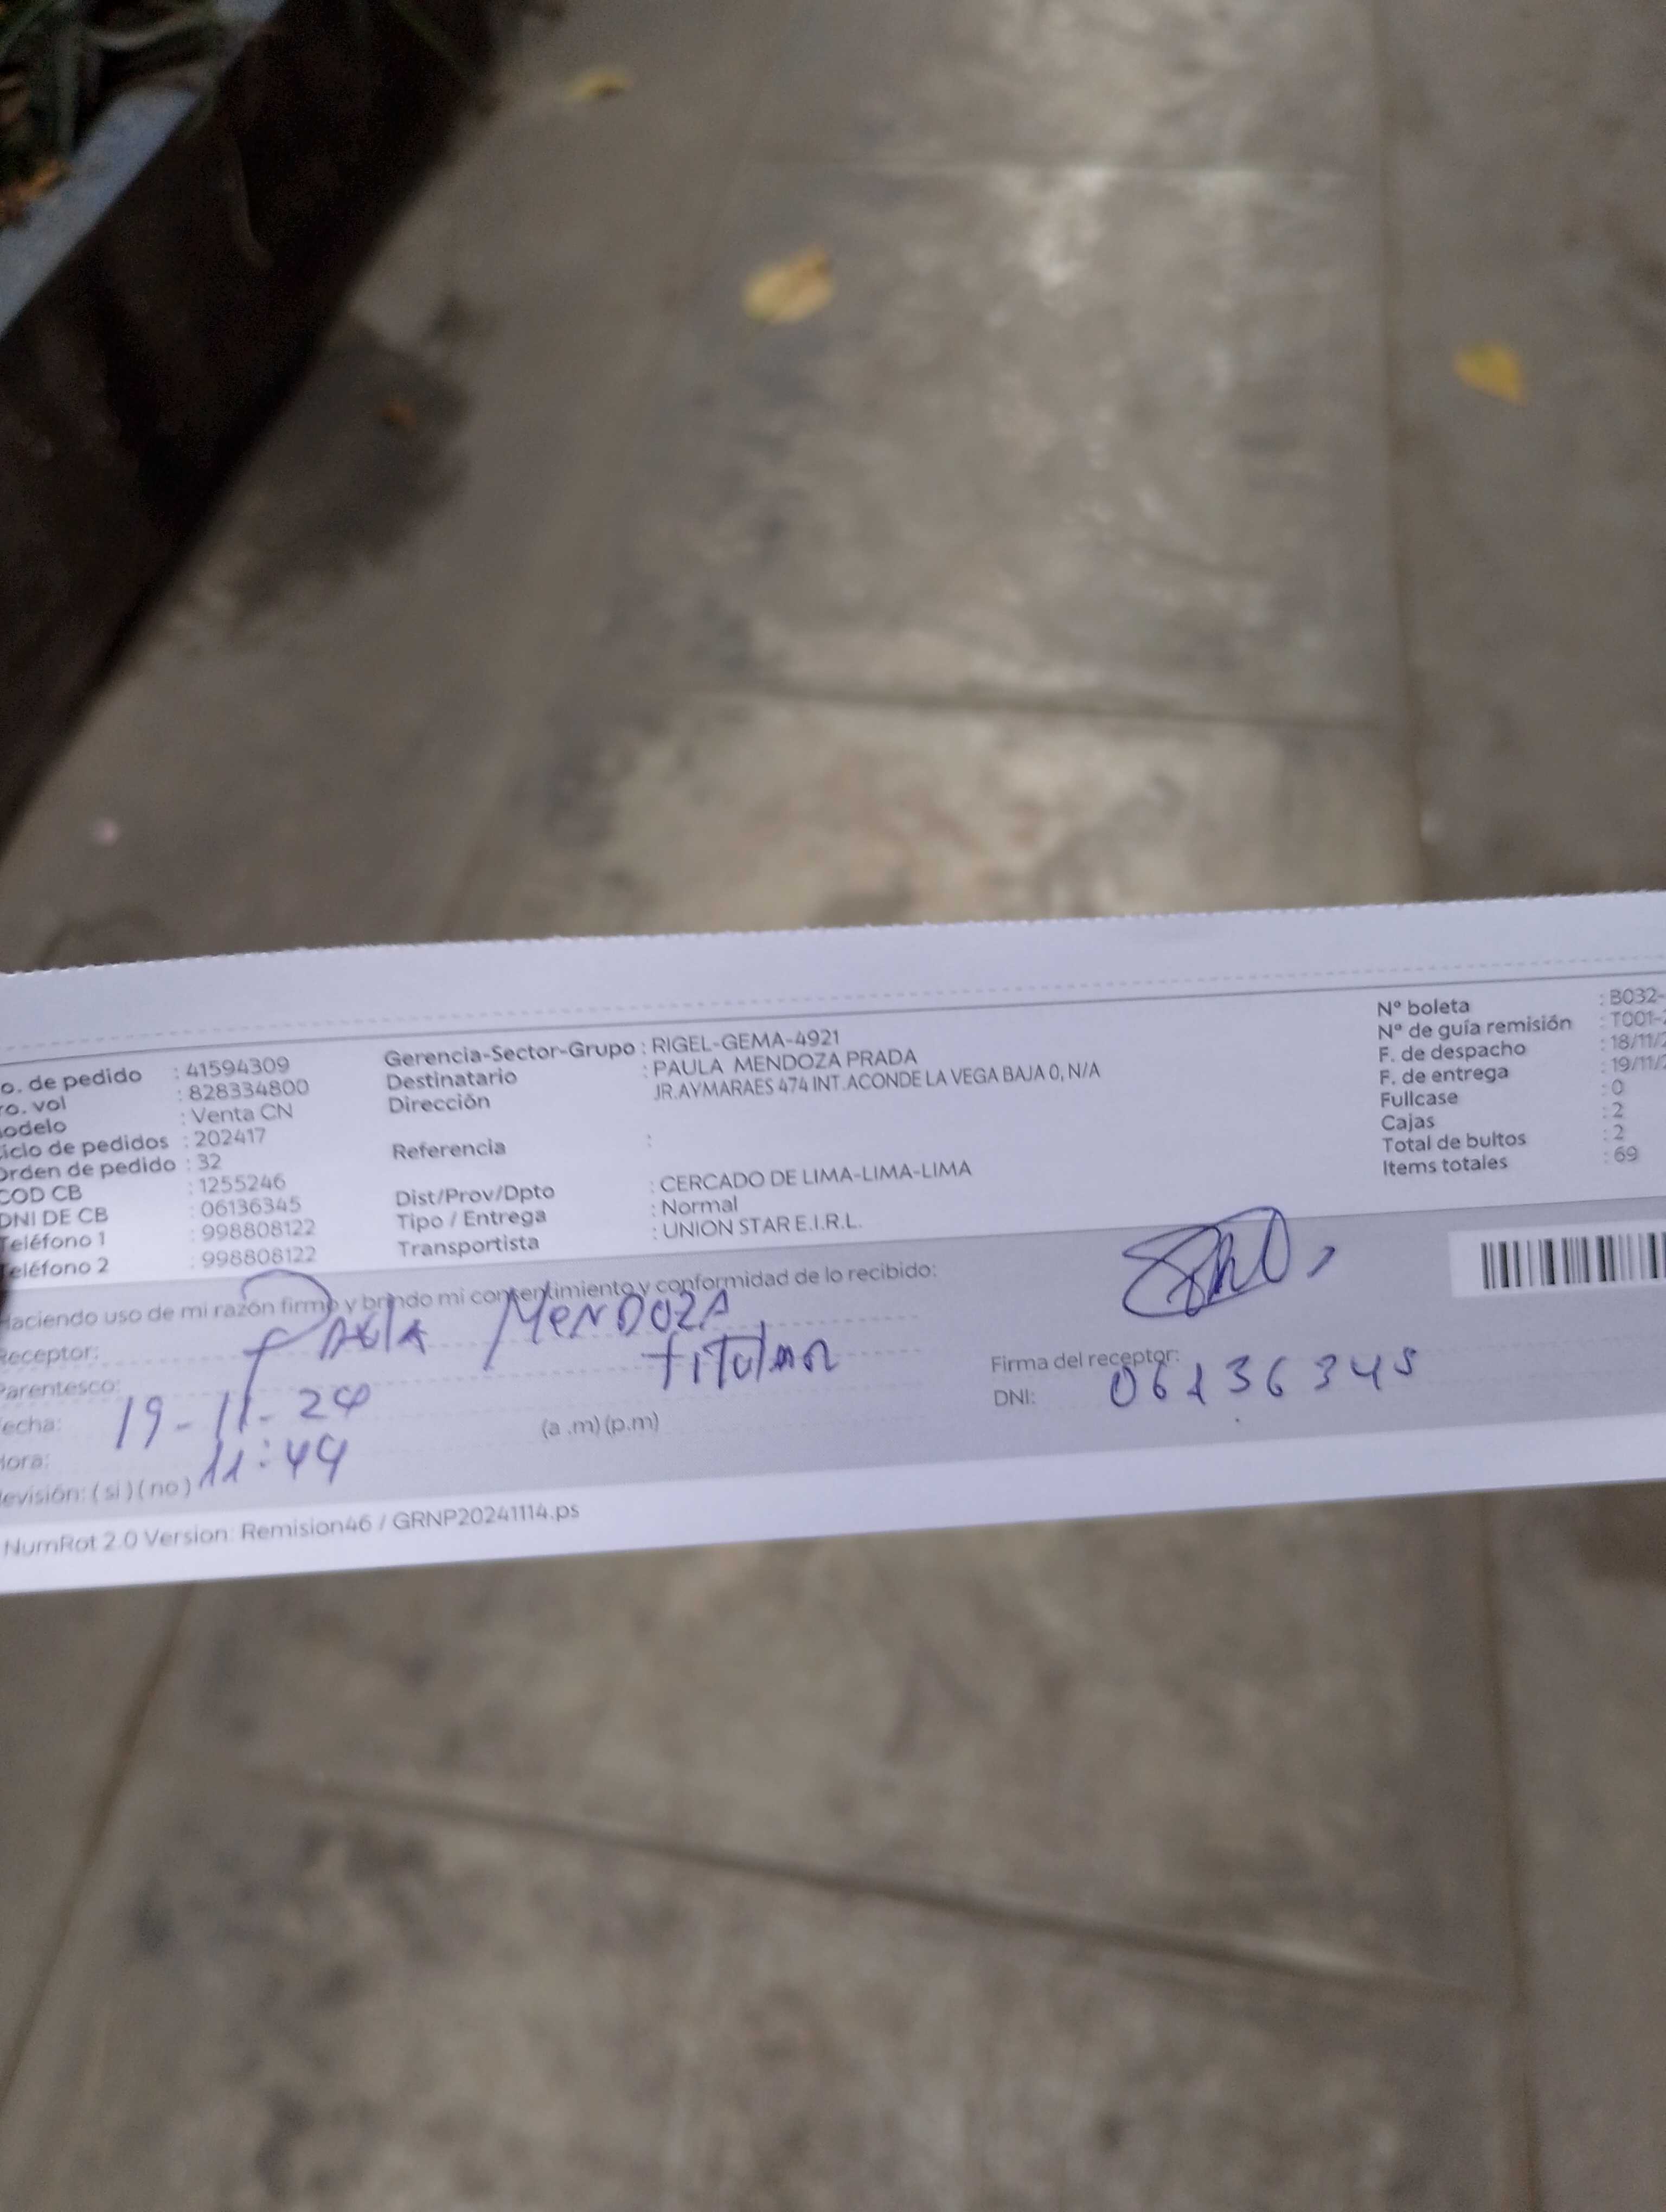 o. de pedido : 41594309
ro. vol : 828334800
odelo : Venta CN
iclo de pedidos : 202417
Orden de pedido : 32
COD CB : 1255246
DNI DE CB : 06136345
Teléfono 1 : 998808122
eléfono 2 : 998808122
Gerencia-Sector-Grupo : RIGEL-GEMA-4921
Destinatario : PAULA MENDOZA PRADA
Dirección JR.AYMARAES 474 INT.ACONDE LA VEGA BAJA 0, N/A
Referencia :
Dist/Prov/Dpto : CERCADO DE LIMA-LIMA-LIMA
Tipo / Entrega : Normal
Transportista : UNION STAR E.I.R.L.
N° boleta : B032-
N° de guía remisión : T001-
F. de despacho : 18/11/2
F. de entrega : 19/11/2
Fullcase : 0
Cajas : 2
Total de bultos : 2
Items totales : 69
Haciendo uso de mi razón firmo y brindo mi consentimiento y conformidad de lo recibido:
Receptor: PAULA MENDOZA
Parentesco: titular
echa: 19-11-24
Hora: 11:44 (a .m) (p.m)
evisión: ( si ) ( no )
Firma del receptor:
DNI: 06136345
NumRot 2.0 Version: Remision46 / GRNP20241114.ps